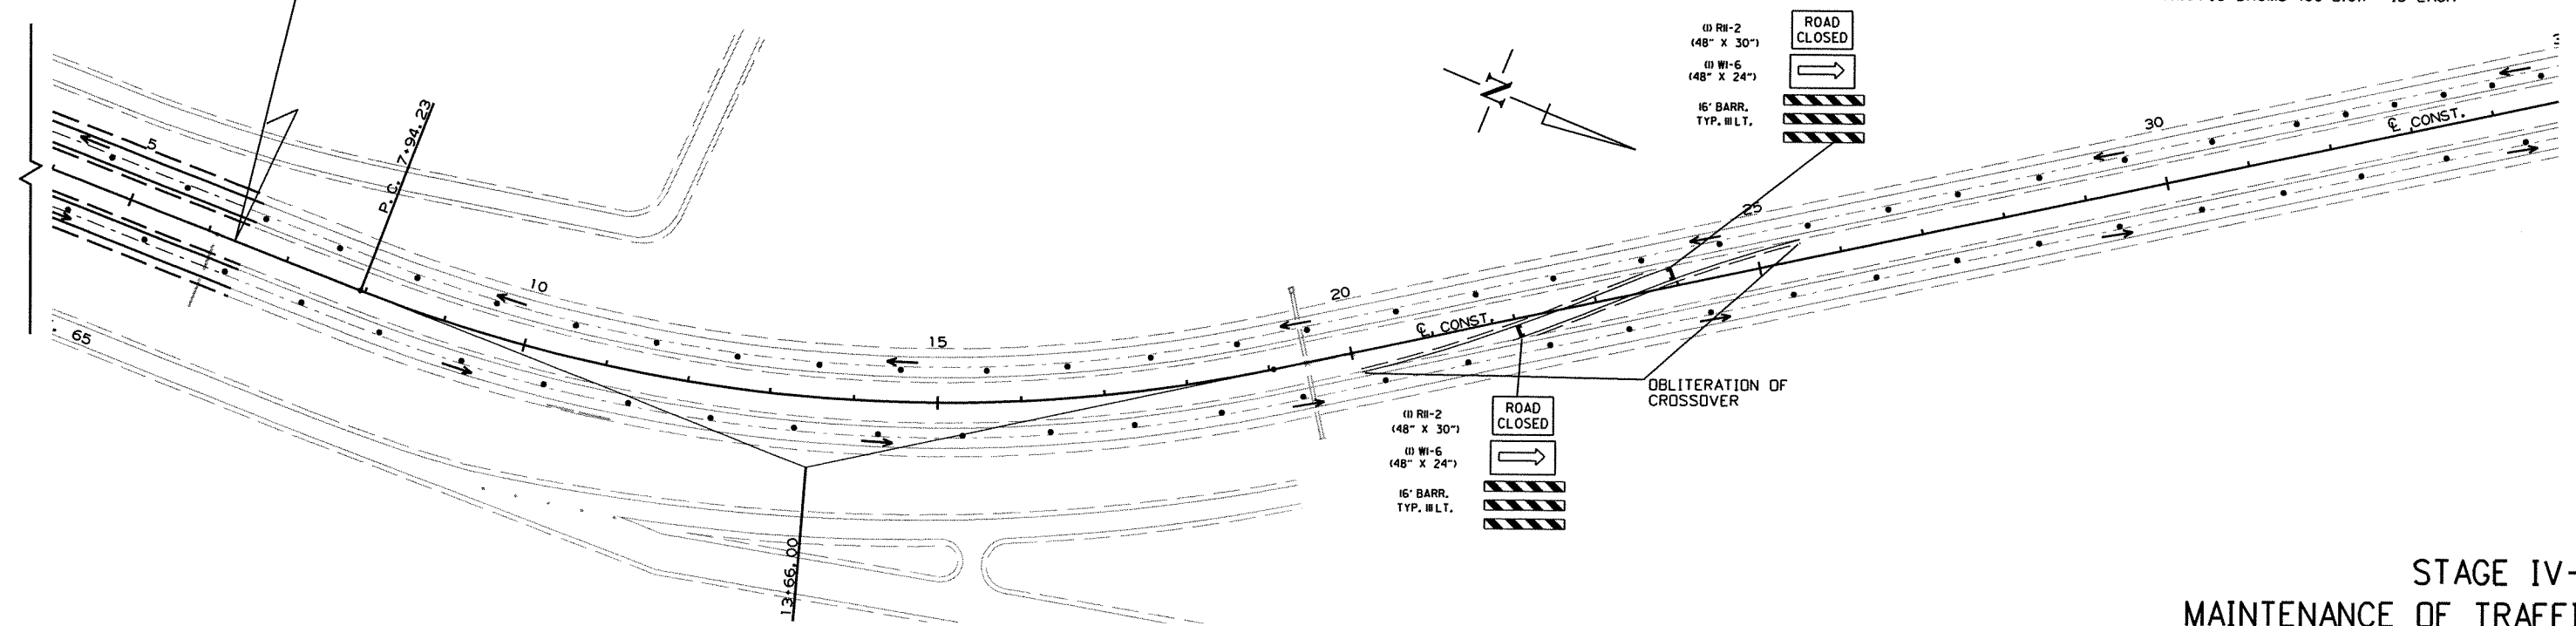 (1) R11-2
(48" X 30")
ROAD
CLOSED
(1) W1-6
(48" X 24")
16' BARR.
TYP. III LT.
N
P.C. 7+94.23
5
10
15
20
25
30
65
℄ CONST.
℄ CONST.
OBLITERATION OF
CROSSOVER
(1) R11-2
(48" X 30")
ROAD
CLOSED
(1) W1-6
(48" X 24")
16' BARR.
TYP. III LT.
13+66.00
STAGE IV-
MAINTENANCE OF TRAFFI